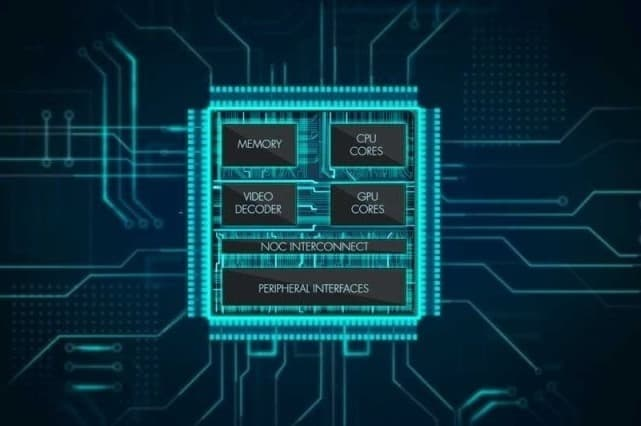 MEMORY
CPU
CORES
VIDEO
DECODER
GPU
CORES
NOC INTERCONNECT
PERIPHERAL INTERFACES